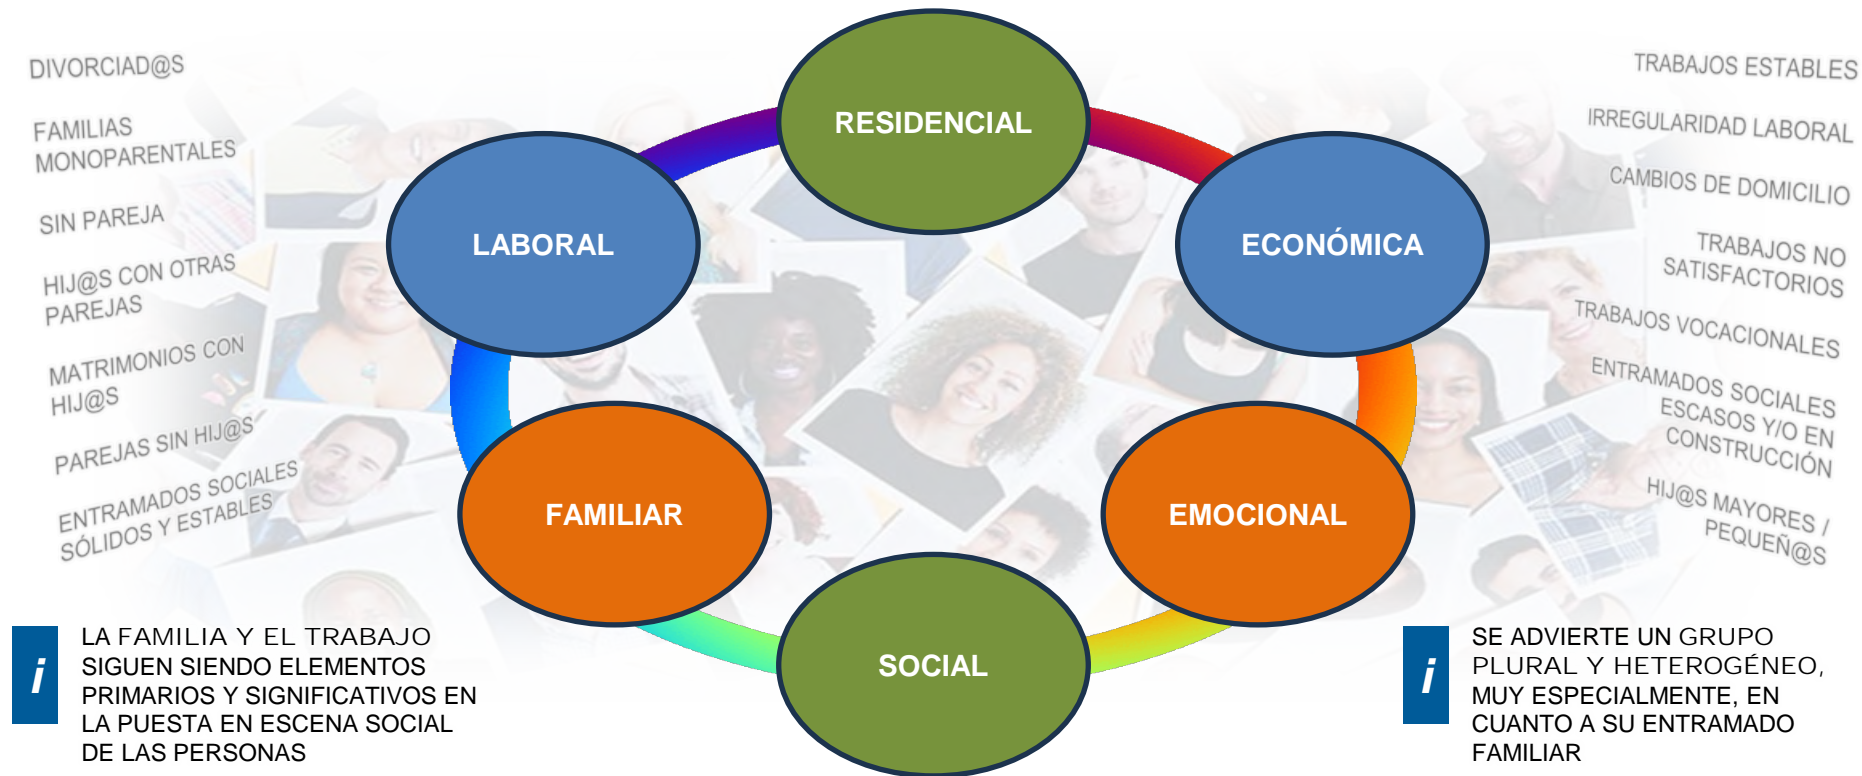 DIVORCIAD@S
FAMILIAS
MONOPARENTALES
SIN PAREJA
HIJ@S CON OTRAS
PAREJAS
MATRIMONIOS CON
HIJ@S
PAREJAS SIN HIJ@S
ENTRAMADOS SOCIALES
SÓLIDOS Y ESTABLES
RESIDENCIAL
LABORAL
ECONÓMICA
FAMILIAR
EMOCIONAL
SOCIAL
TRABAJOS ESTABLES
IRREGULARIDAD LABORAL
CAMBIOS DE DOMICILIO
TRABAJOS NO
SATISFACTORIOS
TRABAJOS VOCACIONALES
ENTRAMADOS SOCIALES
ESCASOS Y/O EN
CONSTRUCCIÓN
HIJ@S MAYORES /
PEQUEÑ@S
i
LA FAMILIA Y EL TRABAJO
SIGUEN SIENDO ELEMENTOS
PRIMARIOS Y SIGNIFICATIVOS EN
LA PUESTA EN ESCENA SOCIAL
DE LAS PERSONAS
i
SE ADVIERTE UN GRUPO
PLURAL Y HETEROGÉNEO,
MUY ESPECIALMENTE, EN
CUANTO A SU ENTRAMADO
FAMILIAR